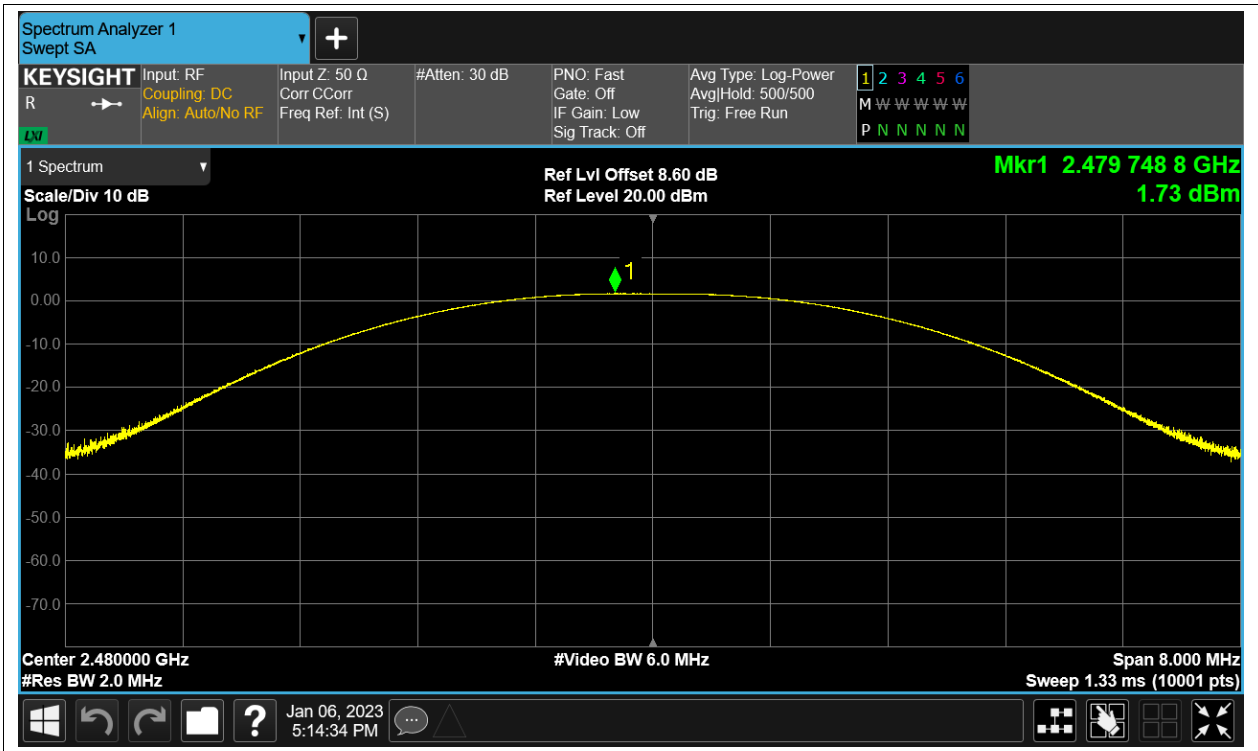 Spectrum Analyzer 1
Swept SA
KEYSIGHT
R
LXI
Input: RF
Coupling: DC
Align: Auto/No RF
Input Z: 50 Ω
Corr CCorr
Freq Ref: Int (S)
#Atten: 30 dB
PNO: Fast
Gate: Off
IF Gain: Low
Sig Track: Off
Avg Type: Log-Power
Avg|Hold: 500/500
Trig: Free Run
1 2 3 4 5 6
M W W W W W
P N N N N N
1 Spectrum
Scale/Div 10 dB
Log
Ref Lvl Offset 8.60 dB
Ref Level 20.00 dBm
Mkr1 2.479 748 8 GHz
1.73 dBm
1
10.0
0.00
-10.0
-20.0
-30.0
-40.0
-50.0
-60.0
-70.0
Center 2.480000 GHz
#Res BW 2.0 MHz
#Video BW 6.0 MHz
Span 8.000 MHz
Sweep 1.33 ms (10001 pts)
?
Jan 06, 2023
5:14:34 PM